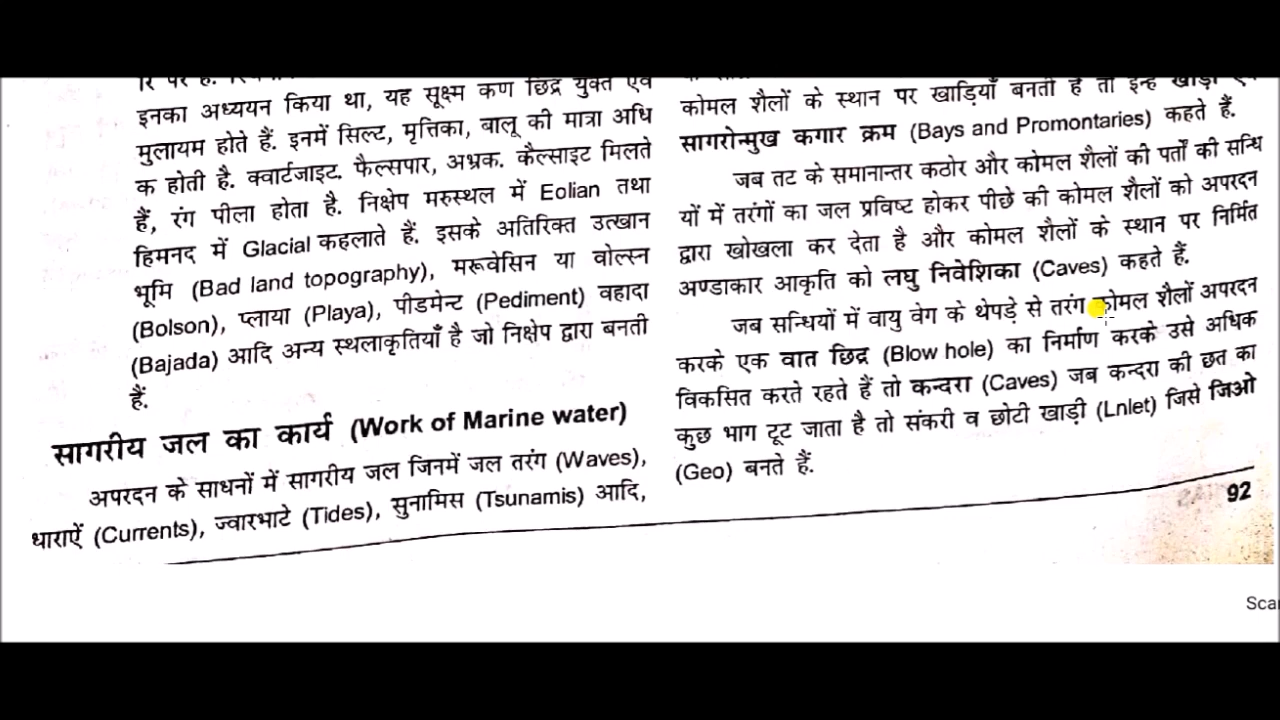 इनका अध्ययन किया था, यह सूक्ष्म कण छिद्र युक्त एवं
मुलायम होते हैं. इनमें सिल्ट, मृत्तिका, बालू की मात्रा अधि
क होती है. क्वार्टजाइट. फैल्सपार, अभ्रक. कैल्साइट मिलते
हैं, रंग पीला होता है. निक्षेप मरुस्थल में Eolian तथा
हिमनद में Glacial कहलाते हैं. इसके अतिरिक्त उत्खान
भूमि (Bad land topography), मरूवेसिन या वोल्स्न
(Bolson), प्लाया (Playa), पीडमेन्ट (Pediment) वहादा
(Bajada) आदि अन्य स्थलाकृतियाँ है जो निक्षेप द्वारा बनती
हैं.
सागरीय जल का कार्य (Work of Marine water)
अपरदन के साधनों में सागरीय जल जिनमें जल तरंग (Waves),
धाराऐं (Currents), ज्वारभाटे (Tides), सुनामिस (Tsunamis) आदि,
कोमल शैलों के स्थान पर खाड़ियाँ बनती हैं तो इन्हें खाड़ी
सागरोन्मुख कगार क्रम (Bays and Promontaries) कहते हैं.
जब तट के समानान्तर कठोर और कोमल शैलों की पर्तों की सन्धि
यों में तरंगों का जल प्रविष्ट होकर पीछे की कोमल शैलों को अपरदन
द्वारा खोखला कर देता है और कोमल शैलों के स्थान पर निर्मित
अण्डाकार आकृति को लघु निवेशिका (Caves) कहते हैं.
जब सन्धियों में वायु वेग के थेपड़े से तरंग कोमल शैलों अपरदन
करके एक वात छिद्र (Blow hole) का निर्माण करके उसे अधिक
विकसित करते रहते हैं तो कन्दरा (Caves) जब कन्दरा की छत का
कुछ भाग टूट जाता है तो संकरी व छोटी खाड़ी (Lnlet) जिसे जिओ
(Geo) बनते हैं.
92